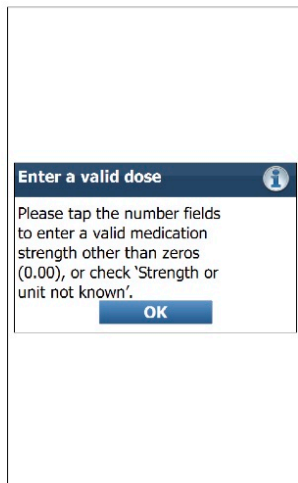 Enter a valid dose
Please tap the number fields
to enter a valid medication
strength other than zeros
(0.00), or check ‘Strength or
unit not known’.
OK